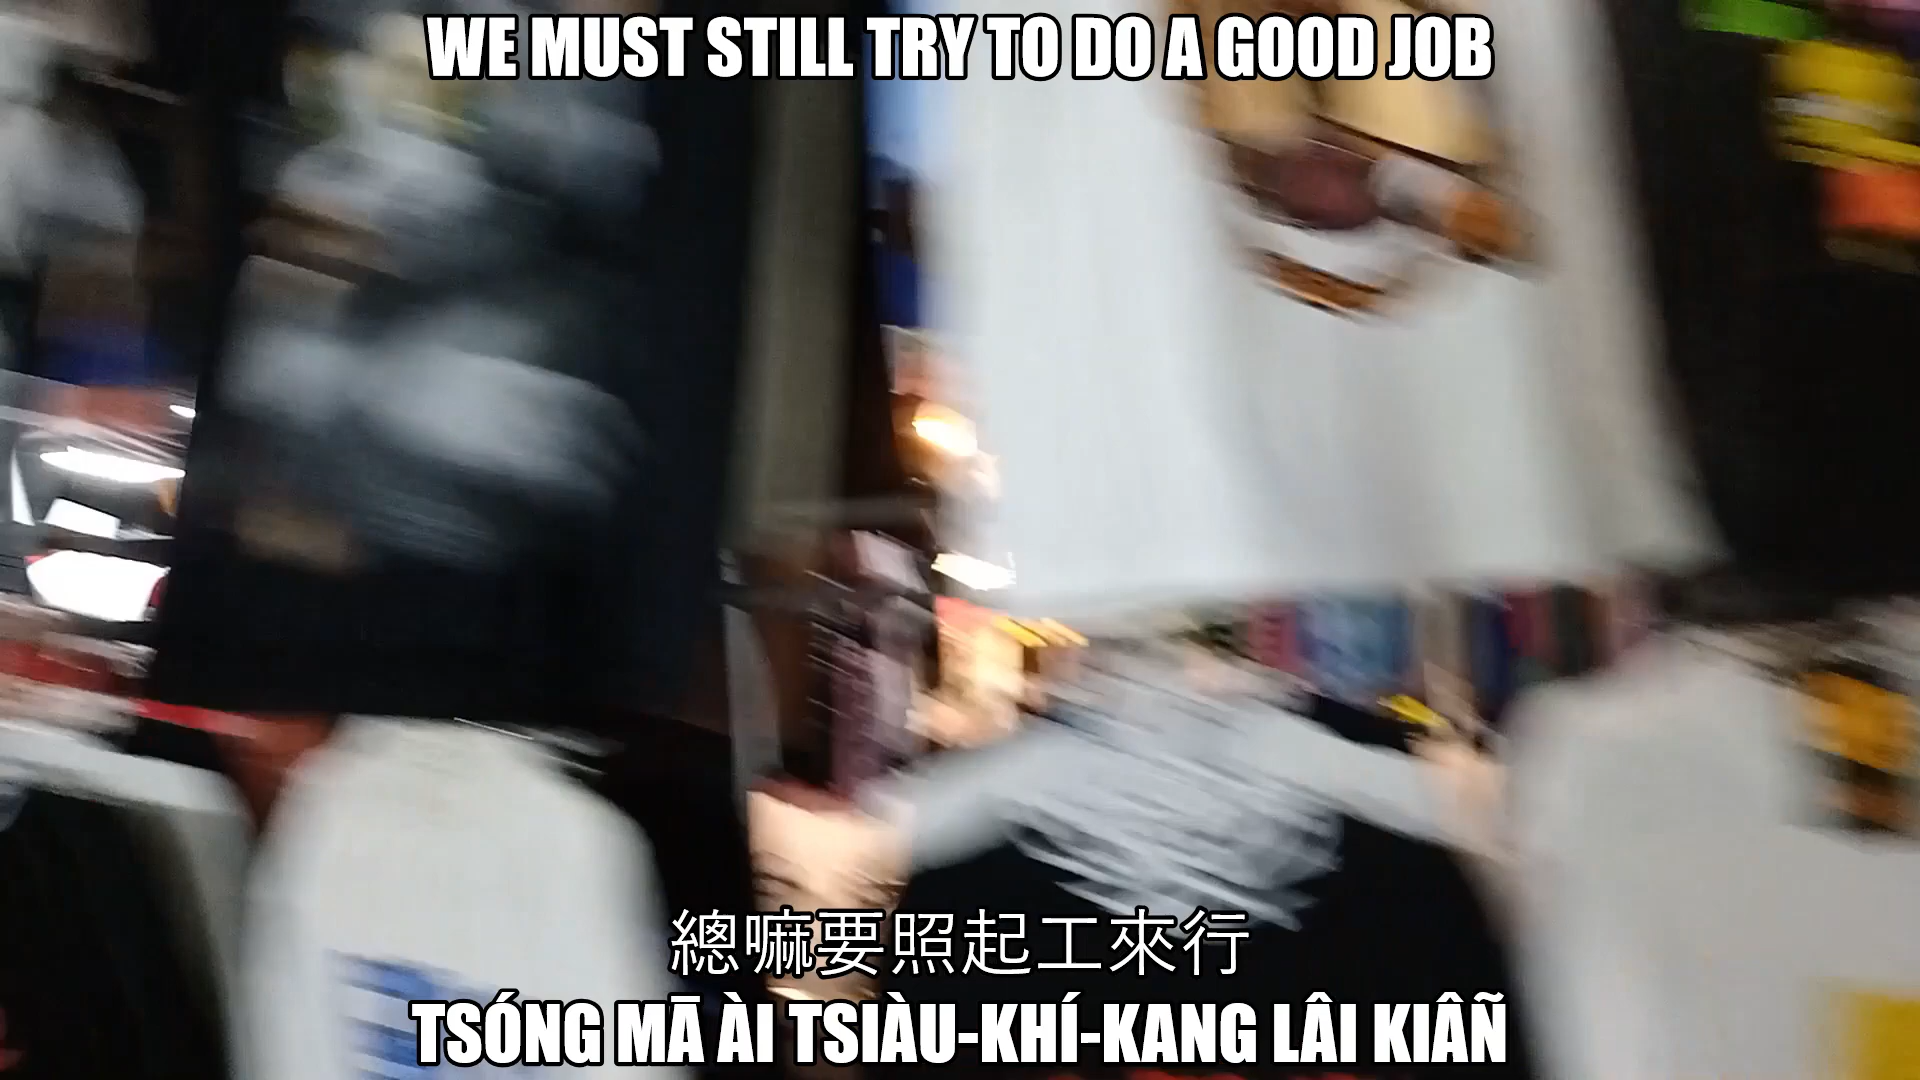 WE MUST STILL TRY TO DO A GOOD JOB
總嘛要照起工來行
TSÓNG MĀ ÀI TSIÀU-KHÍ-KANG LÂI KIÂÑ